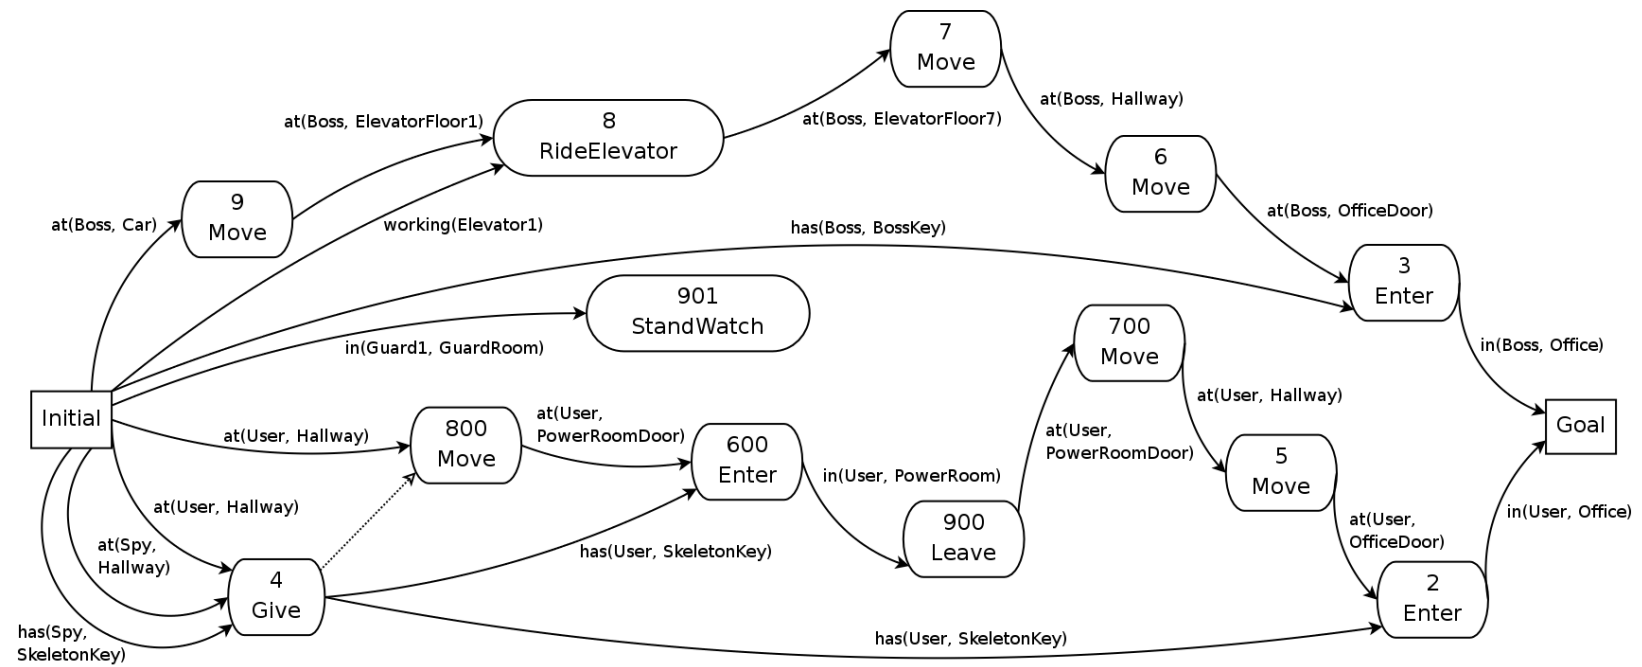 7
Move
at(Boss, Hallway)
at(Boss, ElevatorFloor1)
8
RideElevator
at(Boss, ElevatorFloor7)
6
Move
9
Move
at(Boss, Car)
working(Elevator1)
has(Boss, BossKey)
at(Boss, OfficeDoor)
3
Enter
901
StandWatch
in(Guard1, GuardRoom)
700
Move
in(Boss, Office)
Initial
at(User, Hallway)
800
Move
at(User,
PowerRoomDoor)
600
Enter
at(User,
PowerRoomDoor)
at(User, Hallway)
Goal
5
Move
in(User, PowerRoom)
at(User, Hallway)
900
Leave
at(User,
OfficeDoor)
in(User, Office)
at(Spy,
Hallway)
4
Give
has(User, SkeletonKey)
2
Enter
has(Spy,
SkeletonKey)
has(User, SkeletonKey)